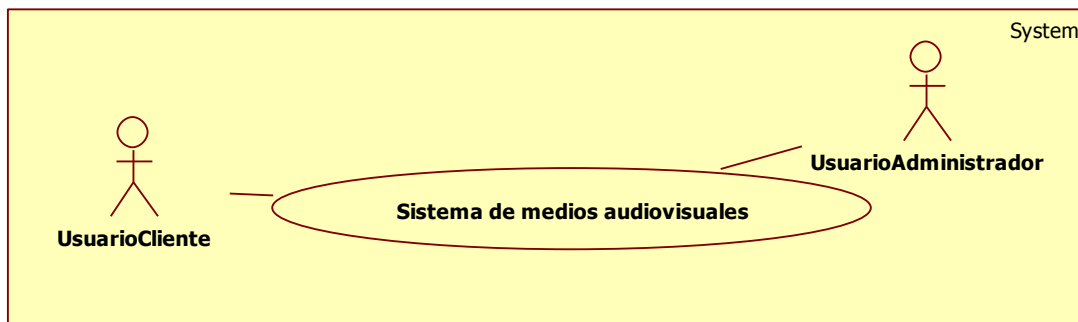 System
UsuarioAdministrador
Sistema de medios audiovisuales
UsuarioCliente